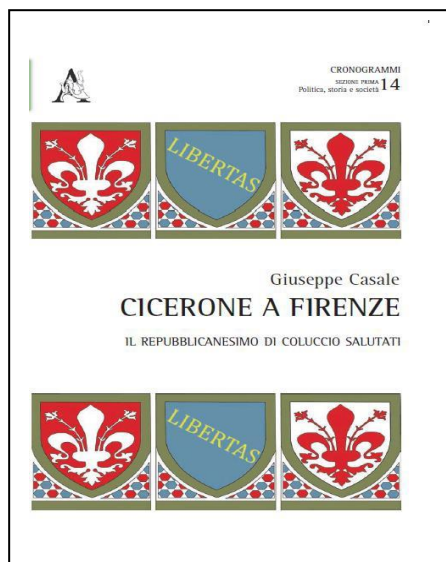 CRONOGRAMMI
SEZIONE PRIMA
Politica, storia e società 14
LIBERTAS
Giuseppe Casale
CICERONE A FIRENZE
IL REPUBBLICANESIMO DI COLUCCIO SALUTATI
LIBERTAS